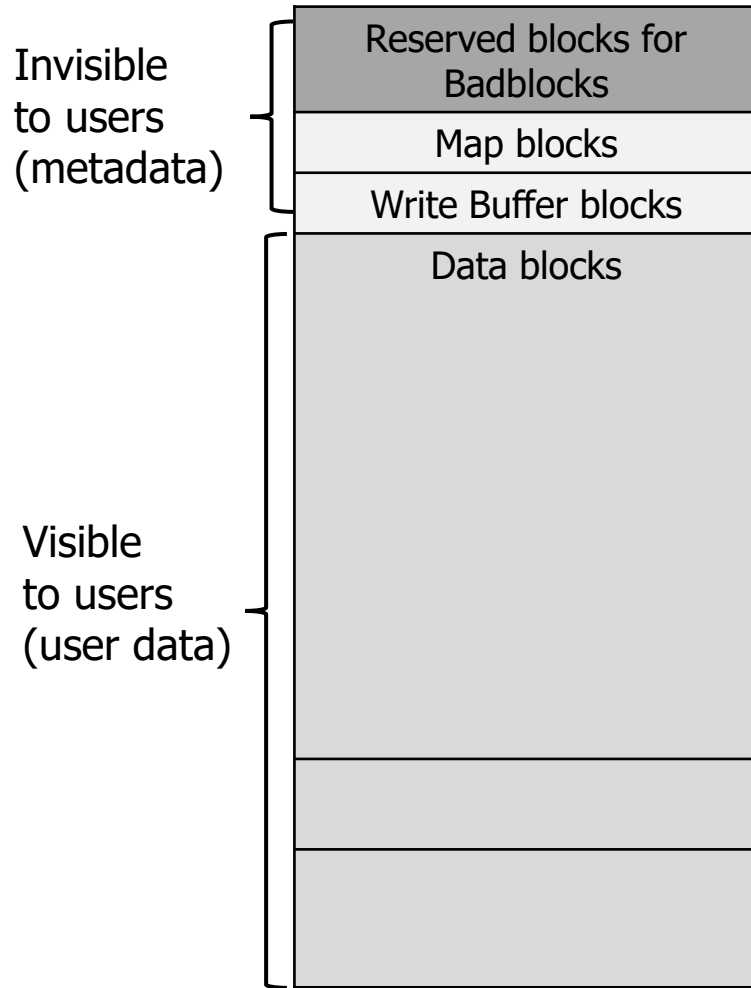 Invisible
to users
(metadata)
Reserved blocks for
Badblocks
Map blocks
Write Buffer blocks
Data blocks
Visible
to users
(user data)